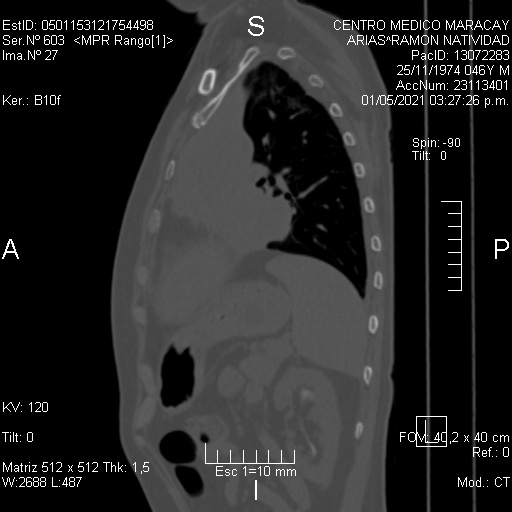 EstID: 0501153121754498
Ser.Nº 603 <MPR Rango[1]>
Ima.Nº 27
Ker.: B10f
S
CENTRO MEDICO MARACAY
ARIAS^RAMON NATIVIDAD
PacID: 13072283
25/11/1974 046Y M
AccNum: 23113401
01/05/2021 03:27:26 p.m.
Spin: -90
Tilt: 0
A
P
KV: 120
Tilt: 0
Matriz 512 x 512 Thk: 1,5
W:2688 L:487
Esc 1=10 mm
I
FOM: 40,2 x 40 cm
Ref.: 0
Mod.: CT